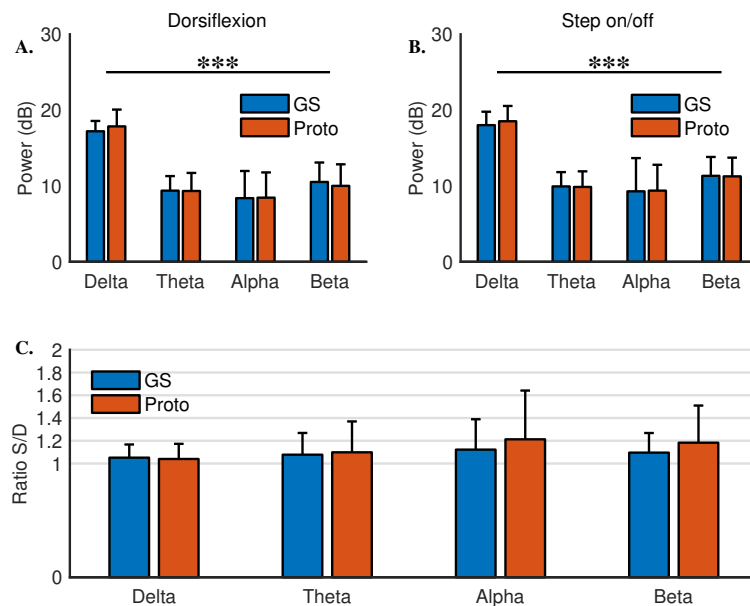 Dorsiflexion
A.
30
20
10
0
Power (dB)
***
GS
Proto
Delta Theta Alpha Beta
Step on/off
B.
30
20
10
0
Power (dB)
***
GS
Proto
Delta Theta Alpha Beta
C.
2
1.8
1.6
1.4
1.2
1
0
Ratio S/D
GS
Proto
Delta Theta Alpha Beta